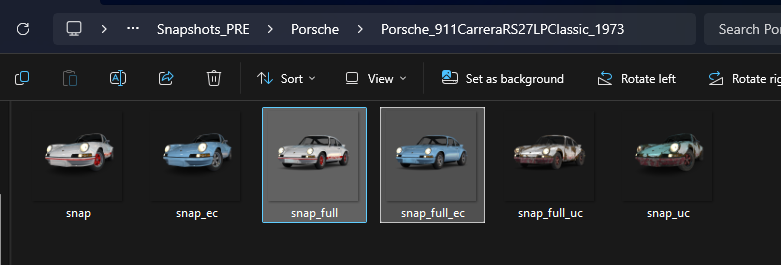 Snapshots_PRE > Porsche > Porsche_911CarreraRS27LPClassic_1973 Search Por
Sort View Set as background Rotate left Rotate rig
snap snap_ec snap_full snap_full_ec snap_full_uc snap_uc